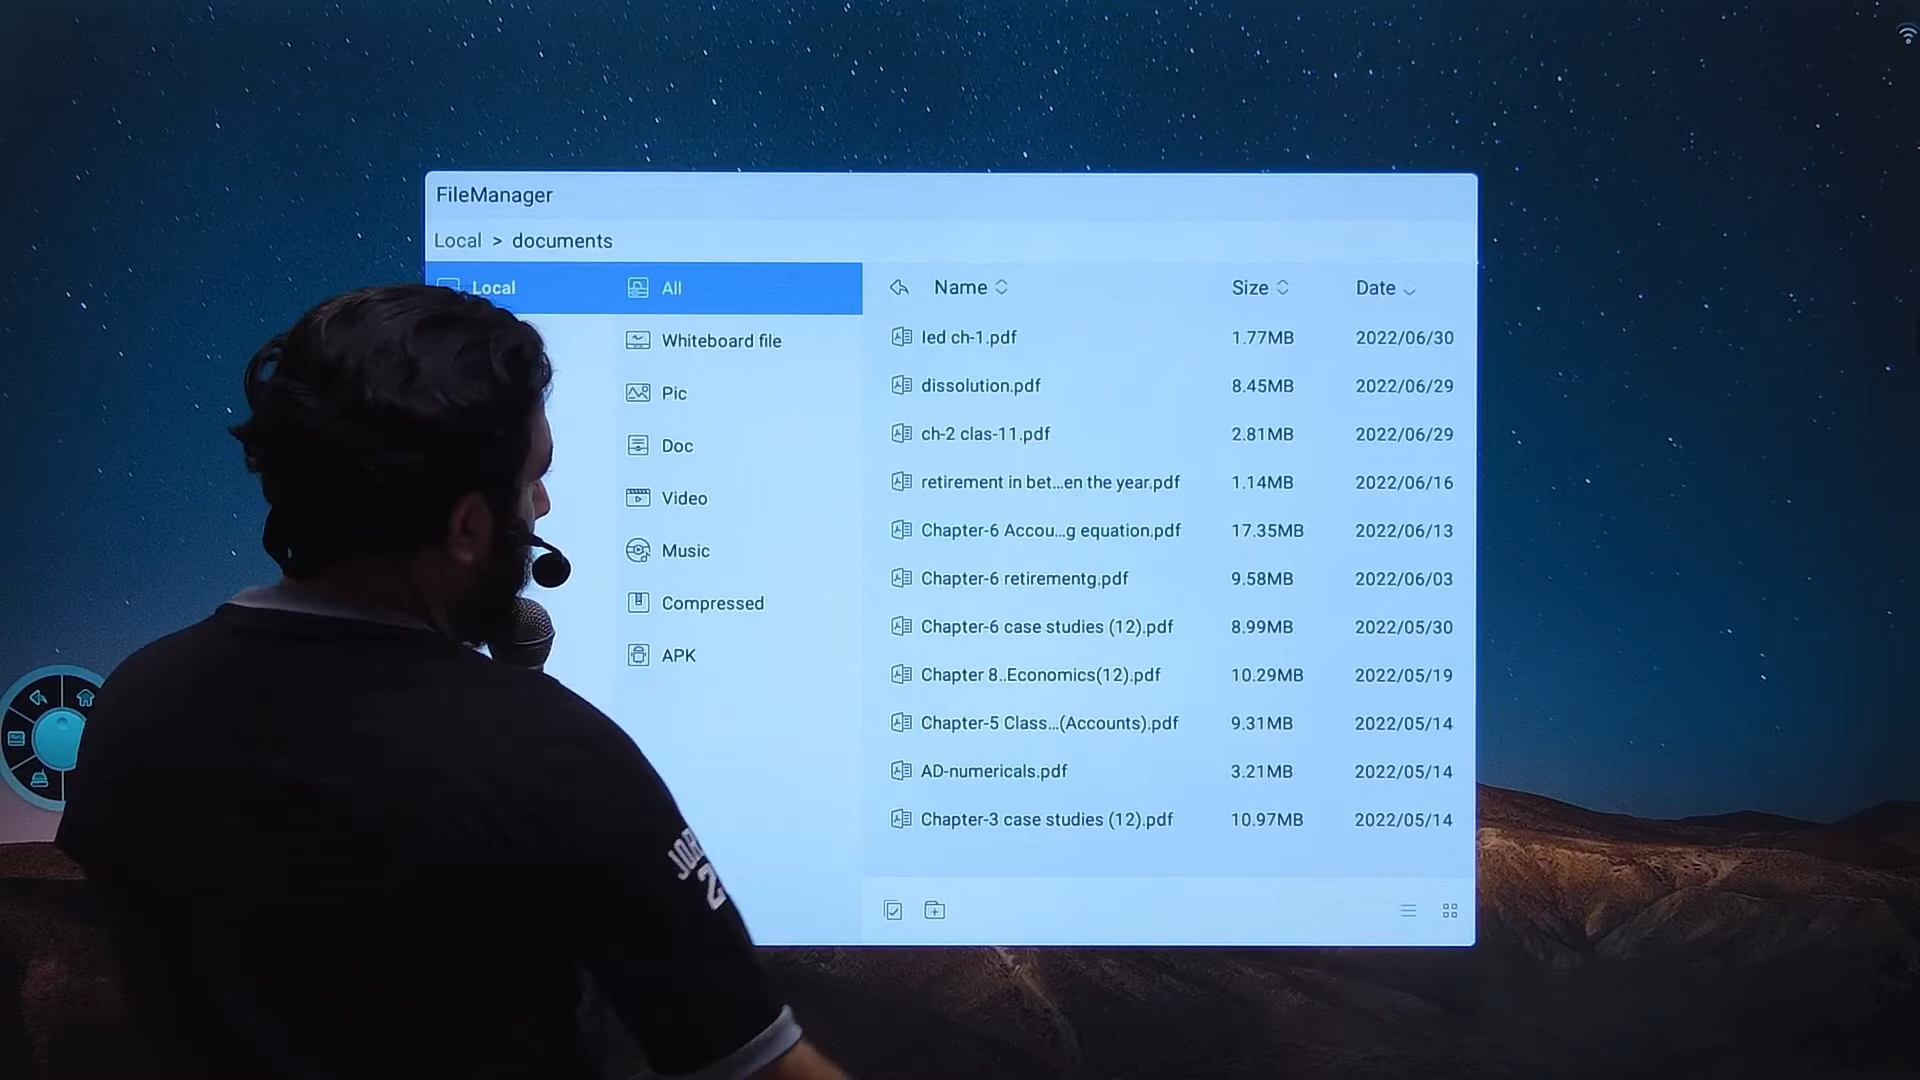 FileManager
Local > documents
Local
All
Whiteboard file
Pic
Doc
Video
Music
Compressed
APK
Name Size Date
led ch-1.pdf 1.77MB 2022/06/30
dissolution.pdf 8.45MB 2022/06/29
ch-2 clas-11.pdf 2.81MB 2022/06/29
retirement in bet...en the year.pdf 1.14MB 2022/06/16
Chapter-6 Accou...g equation.pdf 17.35MB 2022/06/13
Chapter-6 retirementg.pdf 9.58MB 2022/06/03
Chapter-6 case studies (12).pdf 8.99MB 2022/05/30
Chapter 8..Economics(12).pdf 10.29MB 2022/05/19
Chapter-5 Class...(Accounts).pdf 9.31MB 2022/05/14
AD-numericals.pdf 3.21MB 2022/05/14
Chapter-3 case studies (12).pdf 10.97MB 2022/05/14